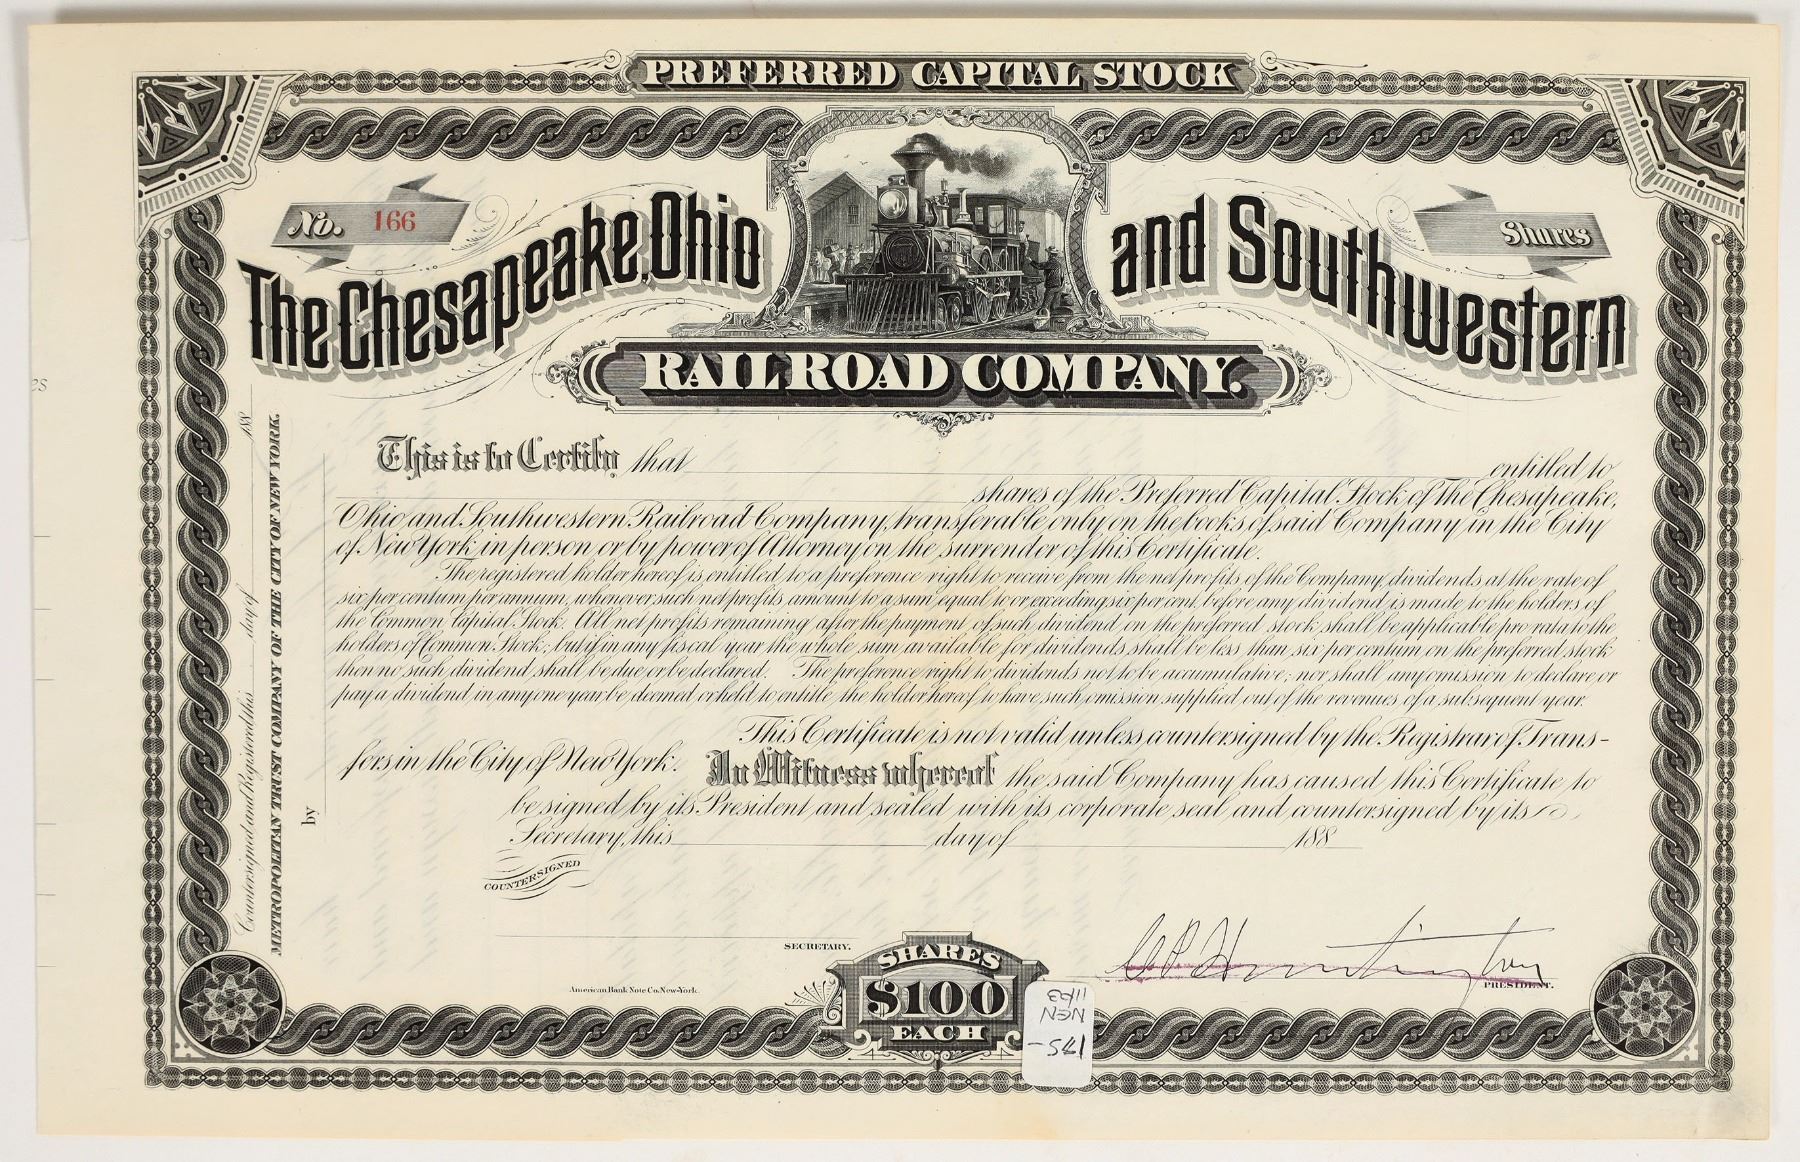 PREFERRED CAPITAL STOCK
No. 166
Shares
The Chesapeake, Ohio and Southwestern
RAILROAD COMPANY.
This is to Certify that entitled to
shares of the Preferred Capital Stock of The Chesapeake,
Ohio and Southwestern Railroad Company, transferable only on the books of said Company in the City
of New York in person or by power of Attorney on the surrender of this Certificate.
The registered holder hereof is entitled to a preference right to receive from the net profits of the Company, dividends at the rate of
six per centum per annum, whenever such net profits amount to a sum equal to or exceeding six per cent, before any dividend is made to the holders of
the Common Capital Stock. All net profits remaining after the payment of such dividend on the preferred stock shall be applicable pro rata to the
holders of Common Stock; but if in any fiscal year the whole sum available for dividends shall be less than six per centum on the preferred stock
then no such dividend shall be due or be declared. The preference right to dividends not to be accumulative; nor shall any omission to declare or
pay a dividend in any one year be deemed or held to entitle the holder hereof to have such omission supplied out of the revenues of a subsequent year.
This Certificate is not valid unless countersigned by the Registrar of Trans-
fers in the City of New York. In Witness whereof the said Company has caused this Certificate to
be signed by its President and sealed with its corporate seal and countersigned by its
Secretary, this day of 188
COUNTERSIGNED
SECRETARY.
C P Huntington
PRESIDENT.
American Bank Note Co. New-York.
SHARES
$100
EACH
175-
NEN
1103
Countersigned and Registered this day of 188
METROPOLITAN TRUST COMPANY OF THE CITY OF NEW YORK.
by
es